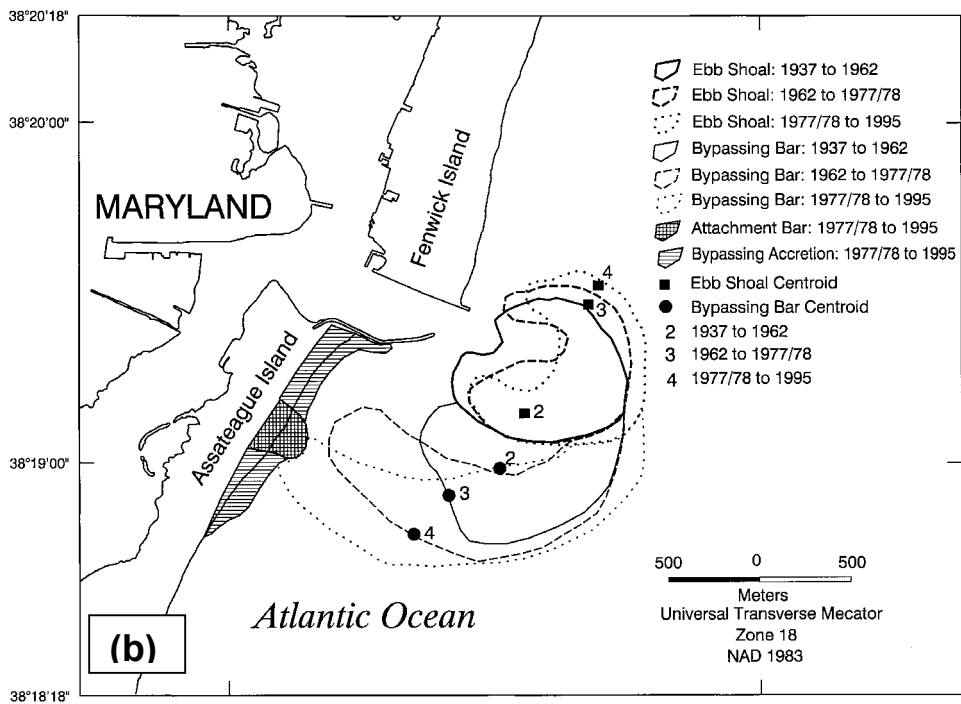 38°20'18"
38°20'00"
38°19'00"
38°18'18"
MARYLAND
Fenwick Island
Assateague Island
Atlantic Ocean
(b)
4
3
2
2
3
4
Ebb Shoal: 1937 to 1962
Ebb Shoal: 1962 to 1977/78
Ebb Shoal: 1977/78 to 1995
Bypassing Bar: 1937 to 1962
Bypassing Bar: 1962 to 1977/78
Bypassing Bar: 1977/78 to 1995
Attachment Bar: 1977/78 to 1995
Bypassing Accretion: 1977/78 to 1995
Ebb Shoal Centroid
Bypassing Bar Centroid
2 1937 to 1962
3 1962 to 1977/78
4 1977/78 to 1995
500 0 500
Meters
Universal Transverse Mecator
Zone 18
NAD 1983